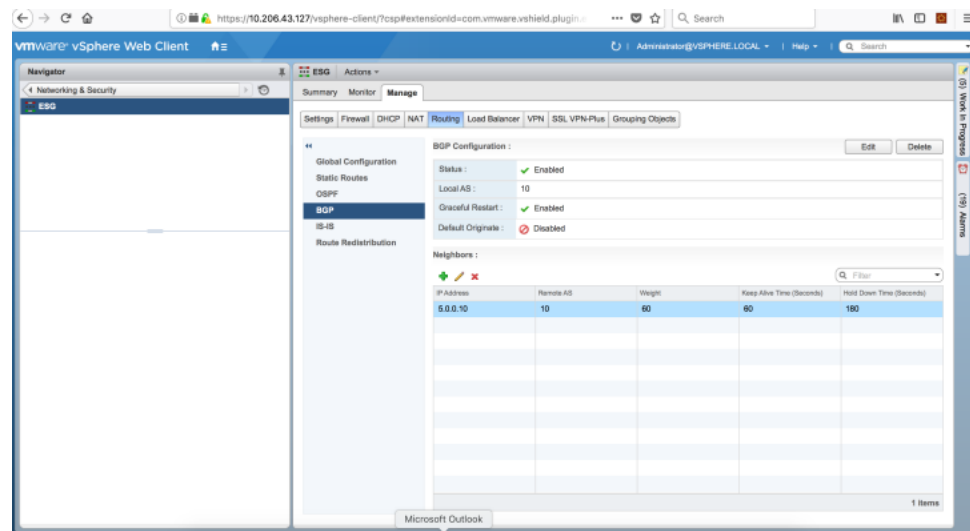 https://10.206.43.127/vsphere-client/?csp#extensionId=com.vmware.vshield.plugin.e
Search
vmware® vSphere Web Client
Administrator@VSPHERE.LOCAL
Help
Search
Navigator
Networking & Security
ESG
ESG Actions
Summary Monitor Manage
Settings Firewall DHCP NAT Routing Load Balancer VPN SSL VPN-Plus Grouping Objects
Global Configuration
Static Routes
OSPF
BGP
IS-IS
Route Redistribution
BGP Configuration :
Edit Delete
Status : Enabled
Local AS : 10
Graceful Restart : Enabled
Default Originate : Disabled
Neighbors :
Filter
IP Address Remote AS Weight Keep Alive Time (Seconds) Hold Down Time (Seconds)
5.0.0.10 10 60 60 180
1 Items
(5) Work In Progress
(19) Alarms
Microsoft Outlook